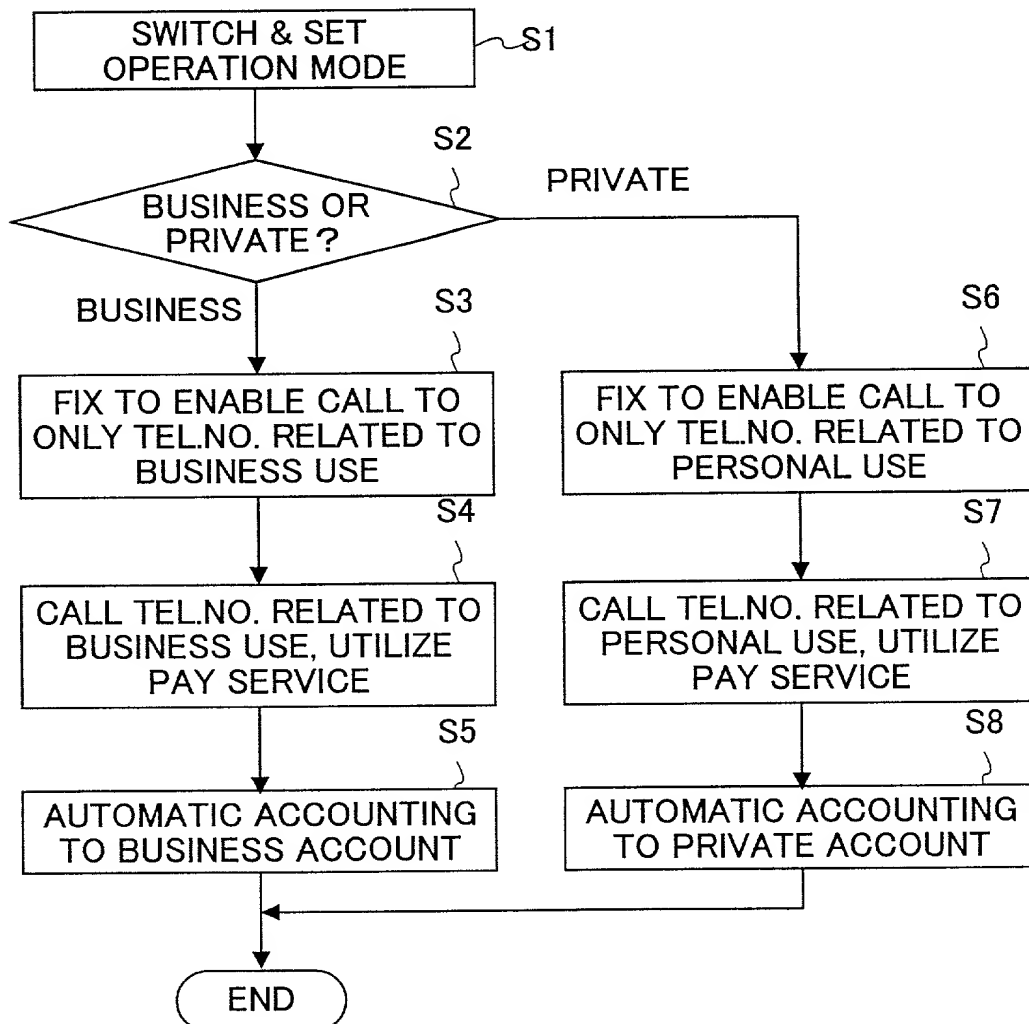 SWITCH & SET
OPERATION MODE
S1
S2
BUSINESS OR
PRIVATE?
PRIVATE
BUSINESS
S3
FIX TO ENABLE CALL TO
ONLY TEL.NO. RELATED TO
BUSINESS USE
S4
CALL TEL.NO. RELATED TO
BUSINESS USE, UTILIZE
PAY SERVICE
S5
AUTOMATIC ACCOUNTING
TO BUSINESS ACCOUNT
S6
FIX TO ENABLE CALL TO
ONLY TEL.NO. RELATED TO
PERSONAL USE
S7
CALL TEL.NO. RELATED TO
PERSONAL USE, UTILIZE
PAY SERVICE
S8
AUTOMATIC ACCOUNTING
TO PRIVATE ACCOUNT
END